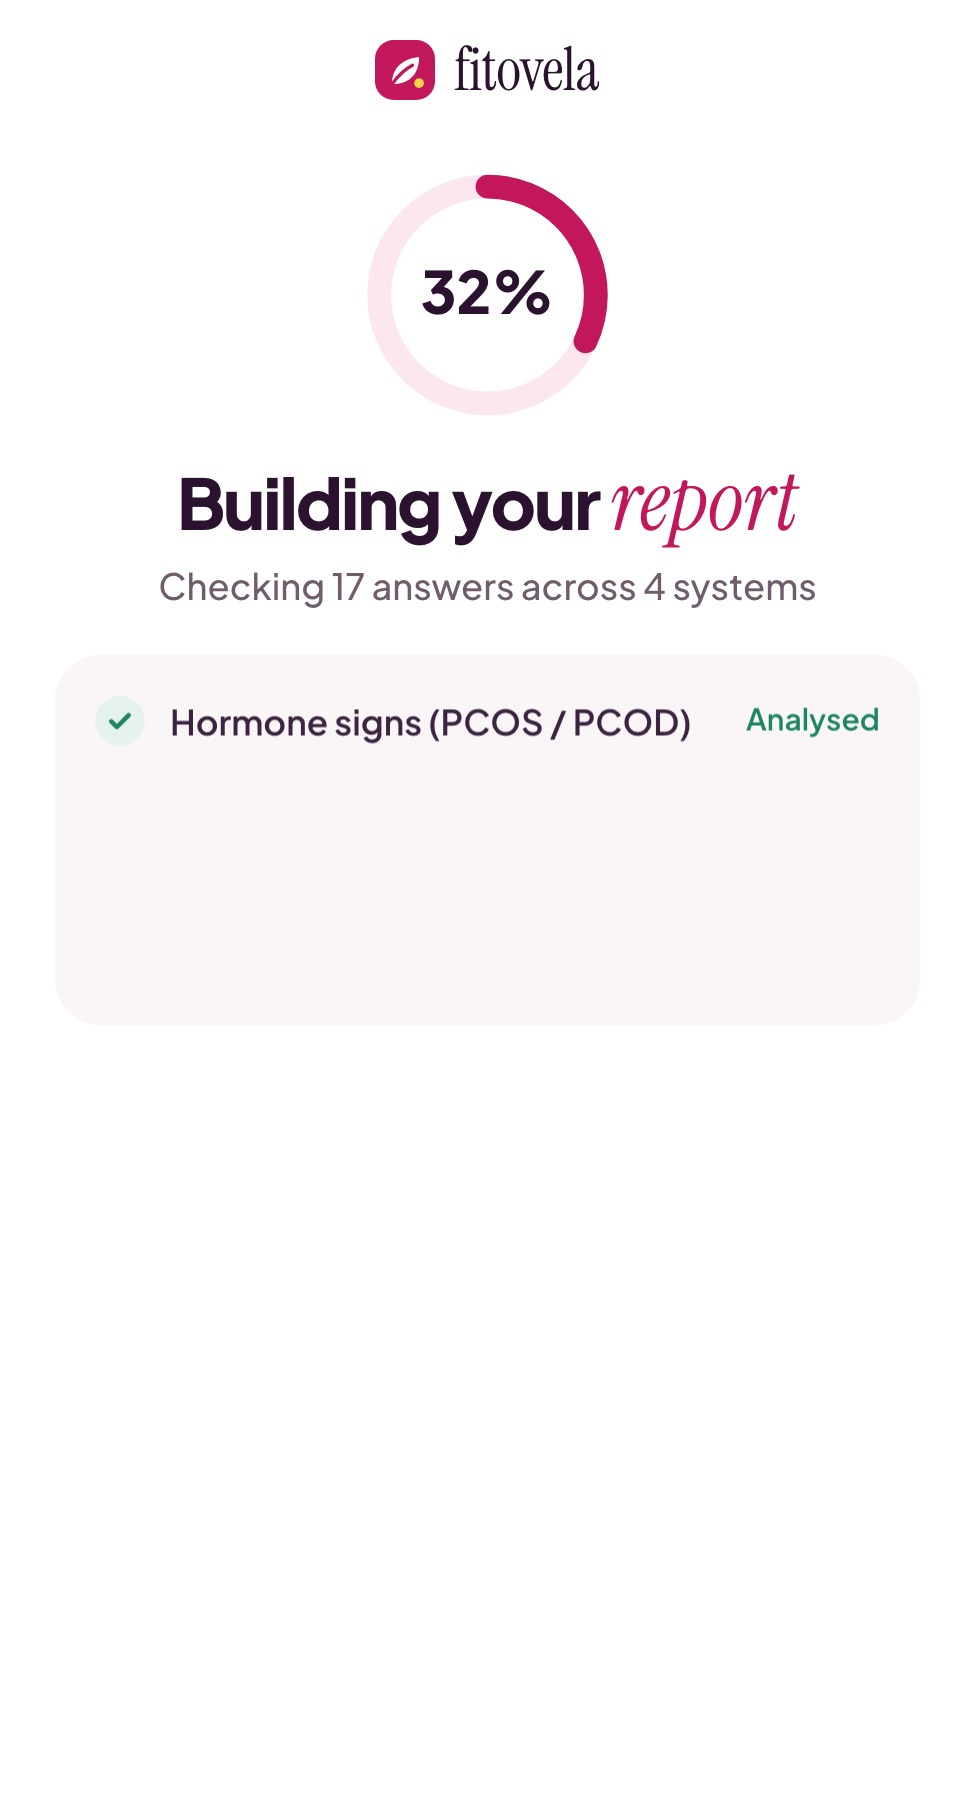 fitovela
32%
Building your report
Checking 17 answers across 4 systems
Hormone signs (PCOS / PCOD) Analysed